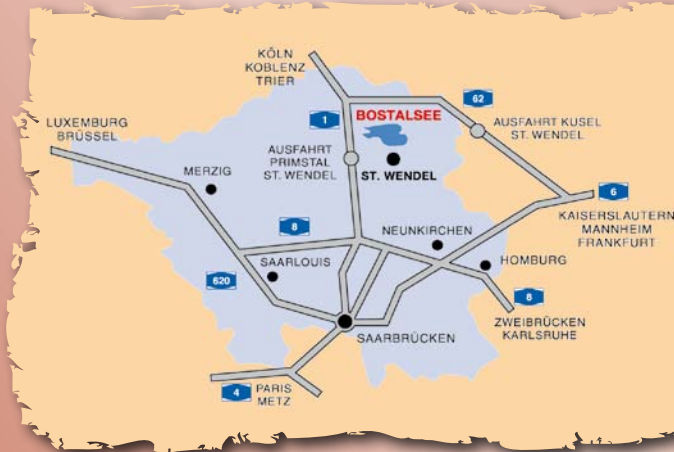 KÖLN
KOBLENZ
TRIER
62
1
BOSTALSEE
LUXEMBURG
BRÜSSEL
AUSFAHRT KUSEL
ST. WENDEL
AUSFAHRT
PRIMSTAL
ST. WENDEL
MERZIG
ST. WENDEL
6
KAISERSLAUTERN
MANNHEIM
FRANKFURT
8
NEUNKIRCHEN
HOMBURG
SAARLOUIS
620
8
ZWEIBRÜCKEN
KARLSRUHE
SAARBRÜCKEN
4
PARIS
METZ